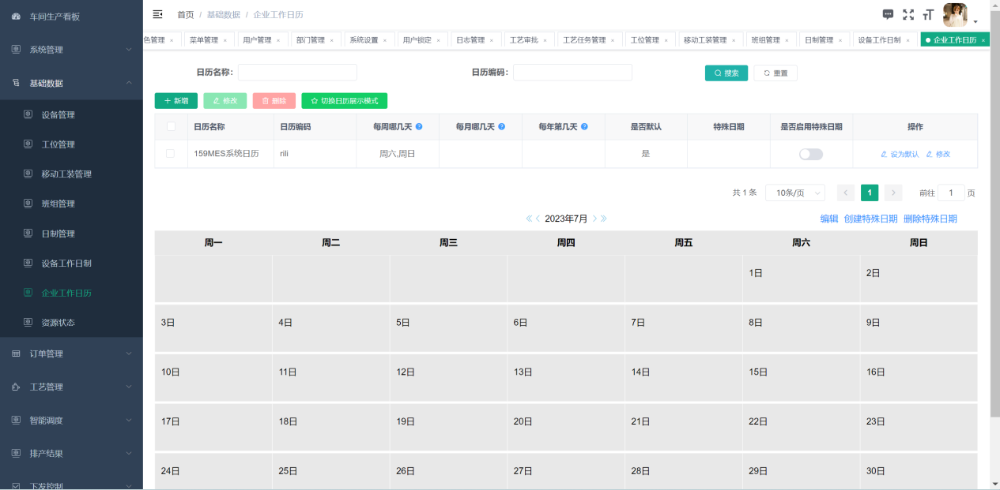 车间生产看板
系统管理
基础数据
设备管理
工位管理
移动工装管理
班组管理
日制管理
设备工作日制
企业工作日历
资源状态
订单管理
工艺管理
智能调度
排产结果
下发控制
首页 / 基础数据 / 企业工作日历
色管理 × 菜单管理 × 用户管理 × 部门管理 × 系统设置 × 用户锁定 × 日志管理 × 工艺审批 × 工艺任务管理 × 工位管理 × 移动工装管理 × 班组管理 × 日制管理 × 设备工作日制 × 企业工作日历 ×
日历名称: 日历编码: 搜索 重置
新增 修改 删除 切换日历展示模式
日历名称 日历编码 每周哪几天 每月哪几天 每年第几天 是否默认 特殊日期 是否启用特殊日期 操作
159MES系统日历 rili 周六,周日 是 设为默认 修改
共 1 条 10条/页 < 1 > 前往 1 页
2023年7月 编辑 创建特殊日期 删除特殊日期
周一 周二 周三 周四 周五 周六 周日
1日 2日
3日 4日 5日 6日 7日 8日 9日
10日 11日 12日 13日 14日 15日 16日
17日 18日 19日 20日 21日 22日 23日
24日 25日 26日 27日 28日 29日 30日